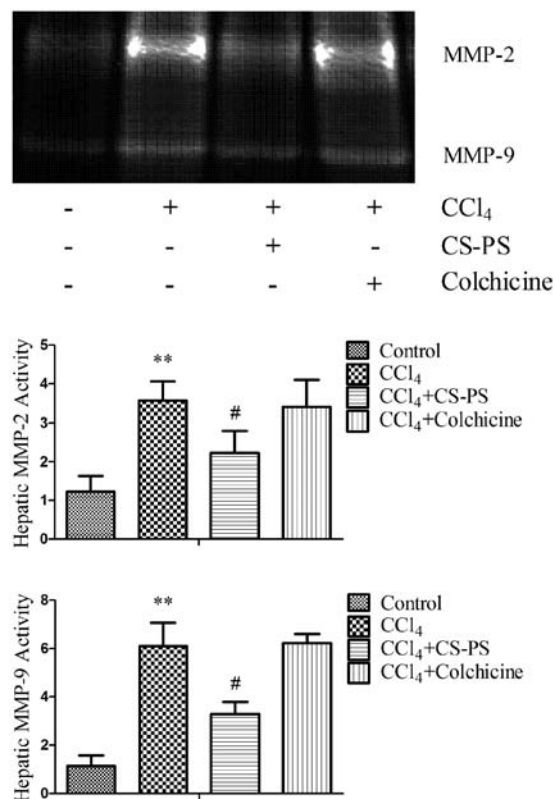 MMP-2
MMP-9
- + + + CCl₄
- - + - CS-PS
- - - + Colchicine
Hepatic MMP-2 Activity
5
4
3
2
1
0
**
#
Control
CCl₄
CCl₄+CS-PS
CCl₄+Colchicine
Hepatic MMP-9 Activity
8
6
4
2
0
**
#
Control
CCl₄
CCl₄+CS-PS
CCl₄+Colchicine